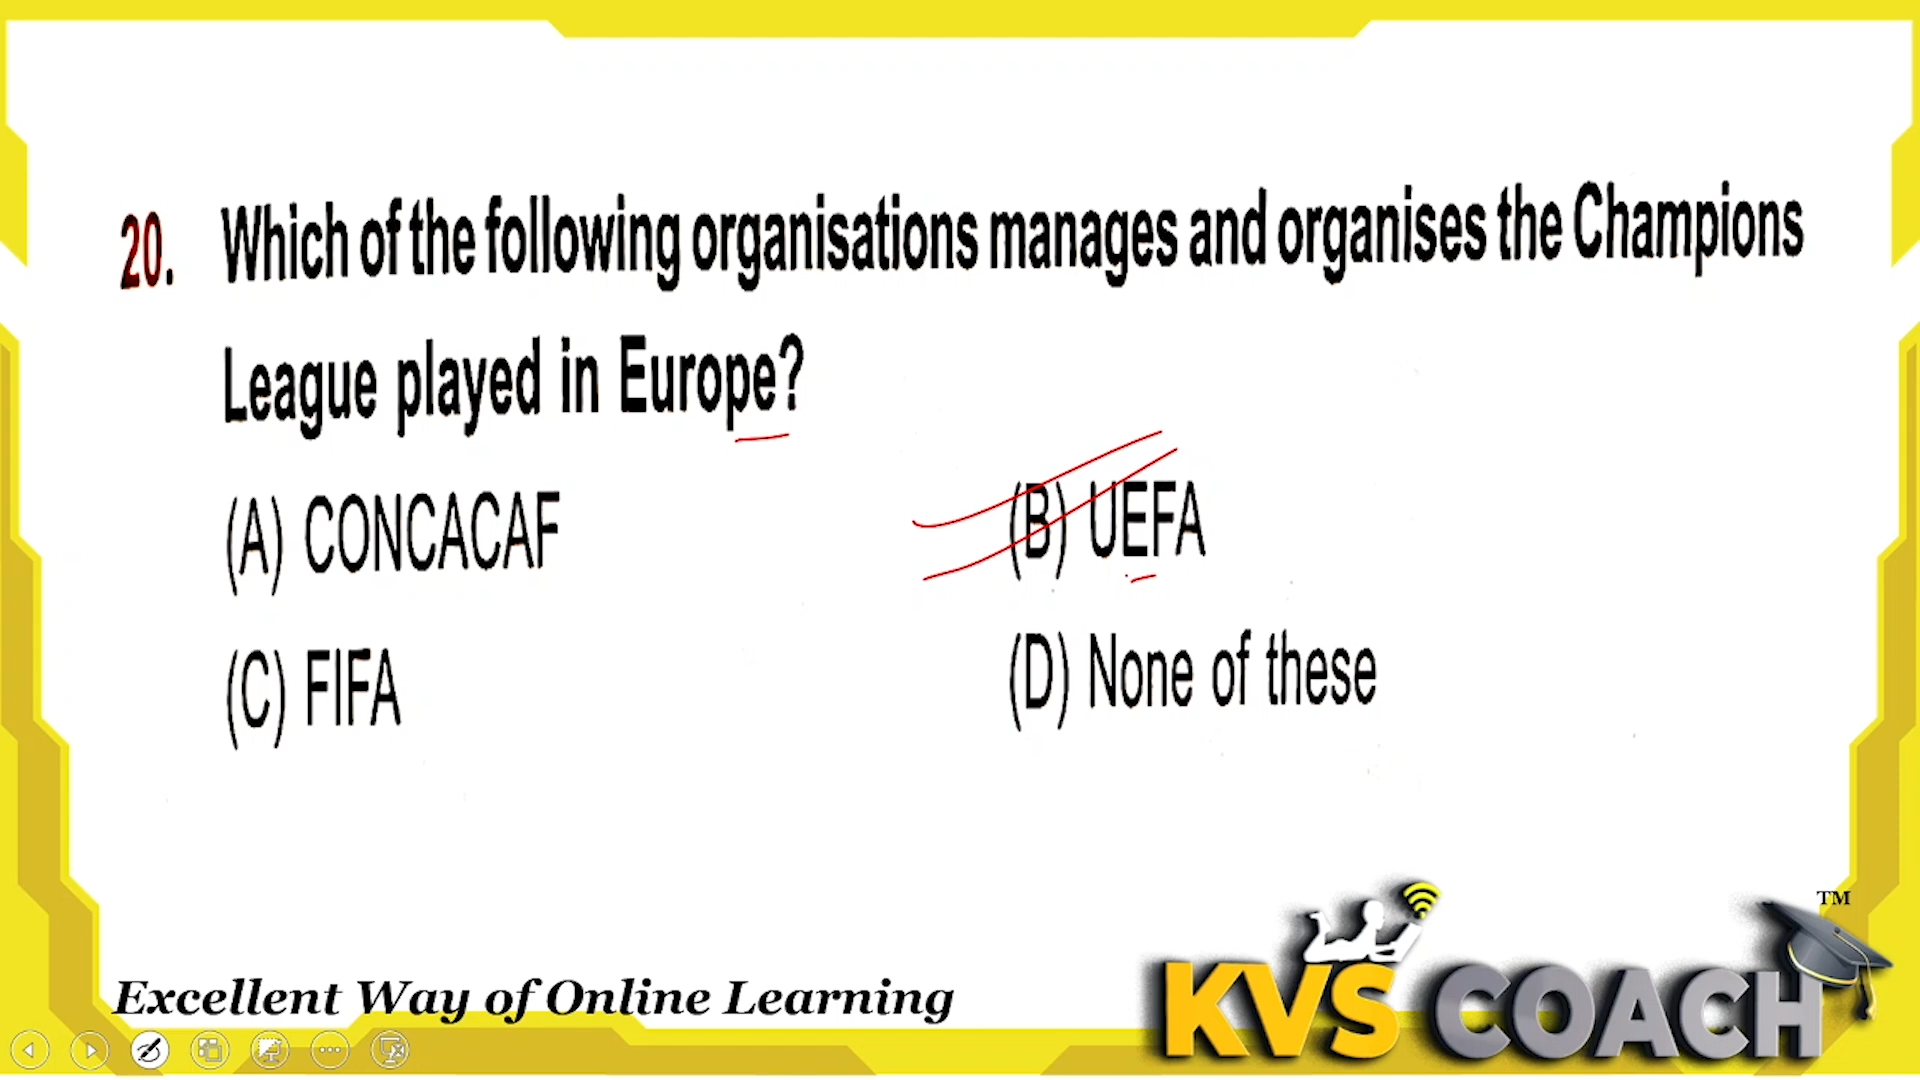 20. Which of the following organisations manages and organises the Champions
League played in Europe?
(A) CONCACAF
(B) UEFA
(C) FIFA
(D) None of these
Excellent Way of Online Learning
KVS COACH
TM